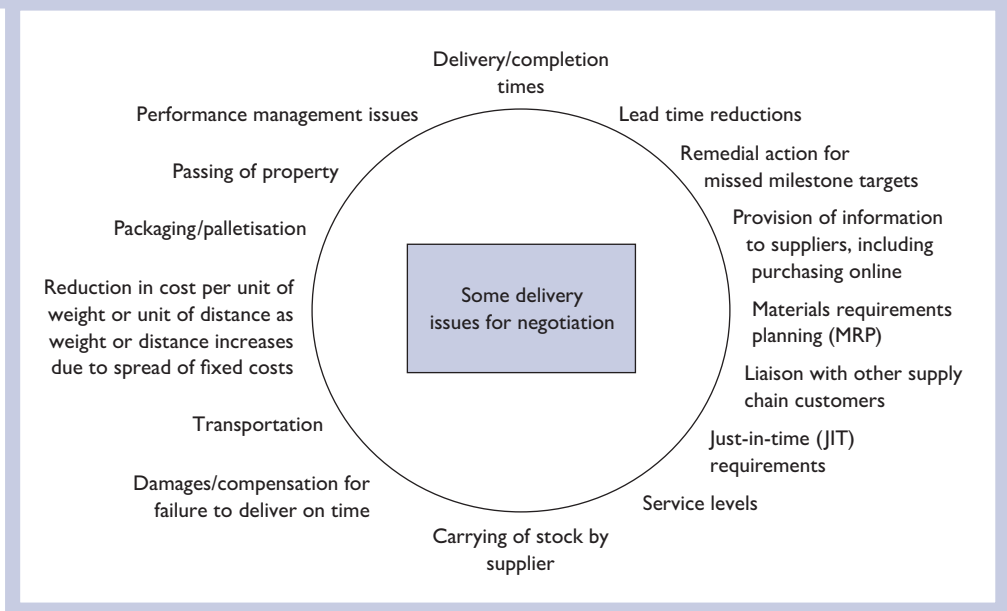 Delivery/completion
times
Lead time reductions
Remedial action for
missed milestone targets
Provision of information
to suppliers, including
purchasing online
Materials requirements
planning (MRP)
Liaison with other supply
chain customers
Just-in-time (JIT)
requirements
Service levels
Carrying of stock by
supplier
Damages/compensation for
failure to deliver on time
Transportation
Reduction in cost per unit of
weight or unit of distance as
weight or distance increases
due to spread of fixed costs
Packaging/palletisation
Passing of property
Performance management issues
Some delivery
issues for negotiation